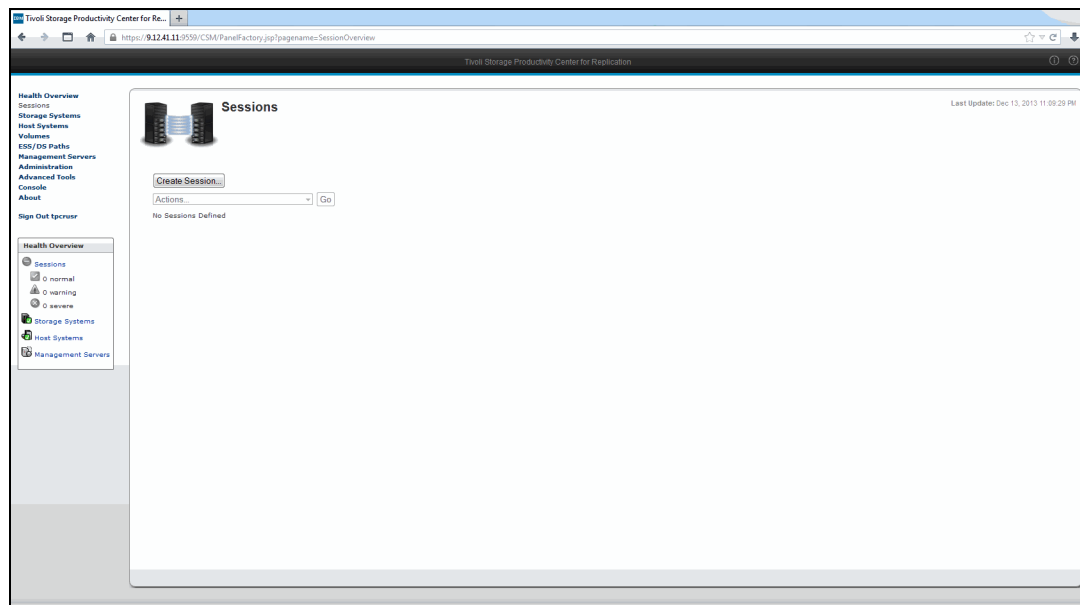 IBM Tivoli Storage Productivity Center for Re...
https://9.12.41.11:9559/CSM/PanelFactory.jsp?pagename=SessionOverview
Tivoli Storage Productivity Center for Replication
Health Overview
Sessions
Storage Systems
Host Systems
Volumes
ESS/DS Paths
Management Servers
Administration
Advanced Tools
Console
About
Sign Out tpcrusr
Health Overview
Sessions
0 normal
0 warning
0 severe
Storage Systems
Host Systems
Management Servers
Sessions
Last Update: Dec 13, 2013 11:09:29 PM
Create Session...
Actions...
Go
No Sessions Defined